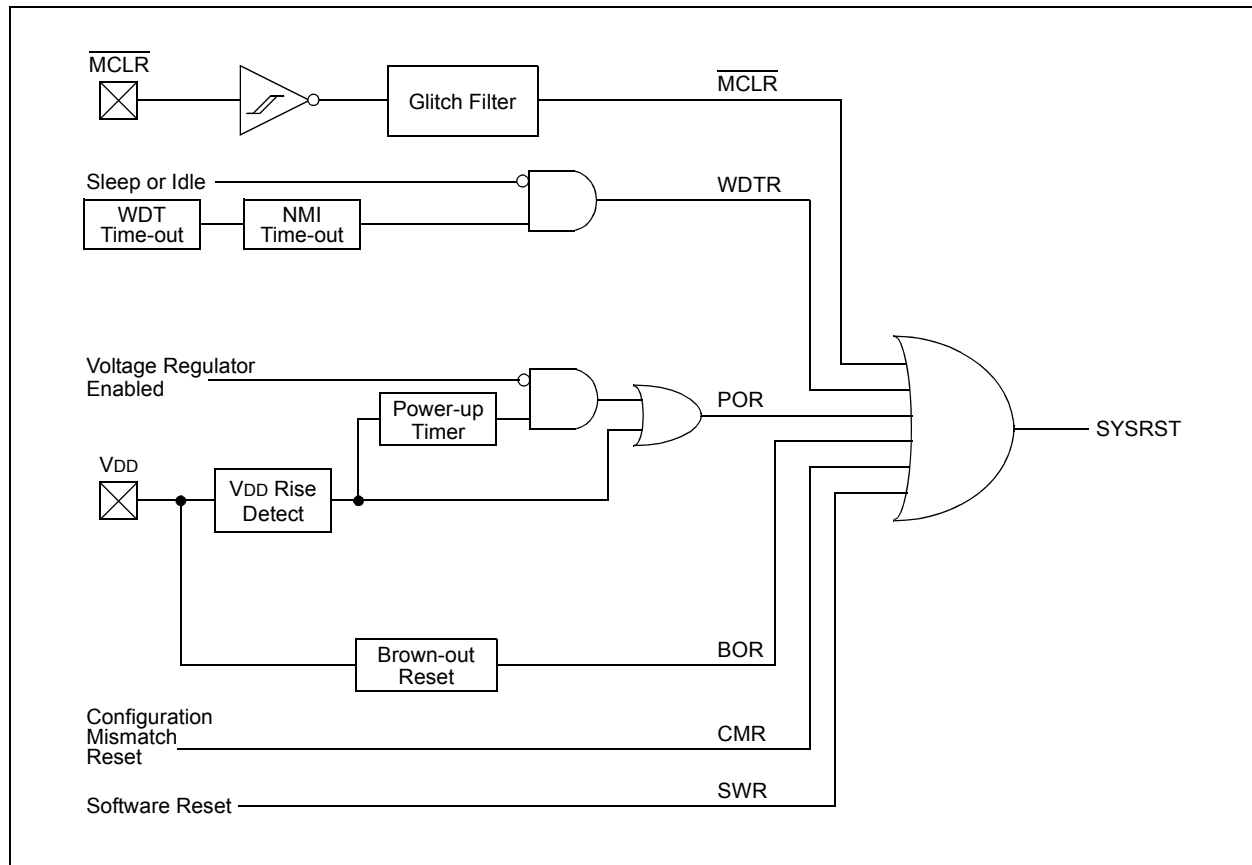 MCLR
Glitch Filter
MCLR
Sleep or Idle
WDTR
WDT
Time-out
NMI
Time-out
Voltage Regulator
Enabled
Power-up
Timer
POR
SYSRST
VDD
VDD Rise
Detect
Brown-out
Reset
BOR
Configuration
Mismatch
Reset
CMR
Software Reset
SWR